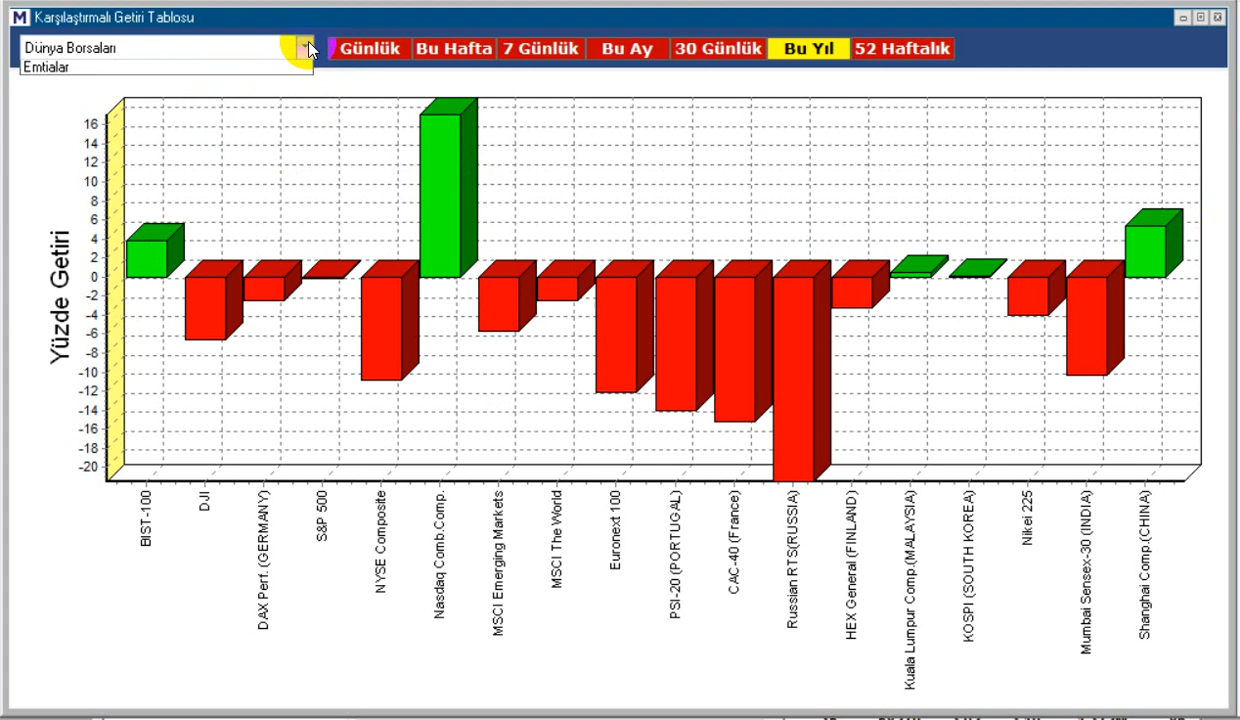 M Karşılaştırmalı Getiri Tablosu
Dünya Borsaları
Emtialar
Günlük Bu Hafta 7 Günlük Bu Ay 30 Günlük Bu Yıl 52 Haftalık
Yüzde Getiri
16
14
12
10
8
6
4
2
0
-2
-4
-6
-8
-10
-12
-14
-16
-18
-20
BIST-100
DJI
DAX Perf. (GERMANY)
S&P 500
NYSE Composite
Nasdaq Comb.Comp.
MSCI Emerging Markets
MSCI The World
Euronext 100
PSI-20 (PORTUGAL)
CAC-40 (France)
Russian RTS(RUSSIA)
HEX General (FINLAND)
Kuala Lumpur Comp.(MALAYSIA)
KOSPI (SOUTH KOREA)
Nikei 225
Mumbai Sensex-30 (INDIA)
Shanghai Comp.(CHINA)